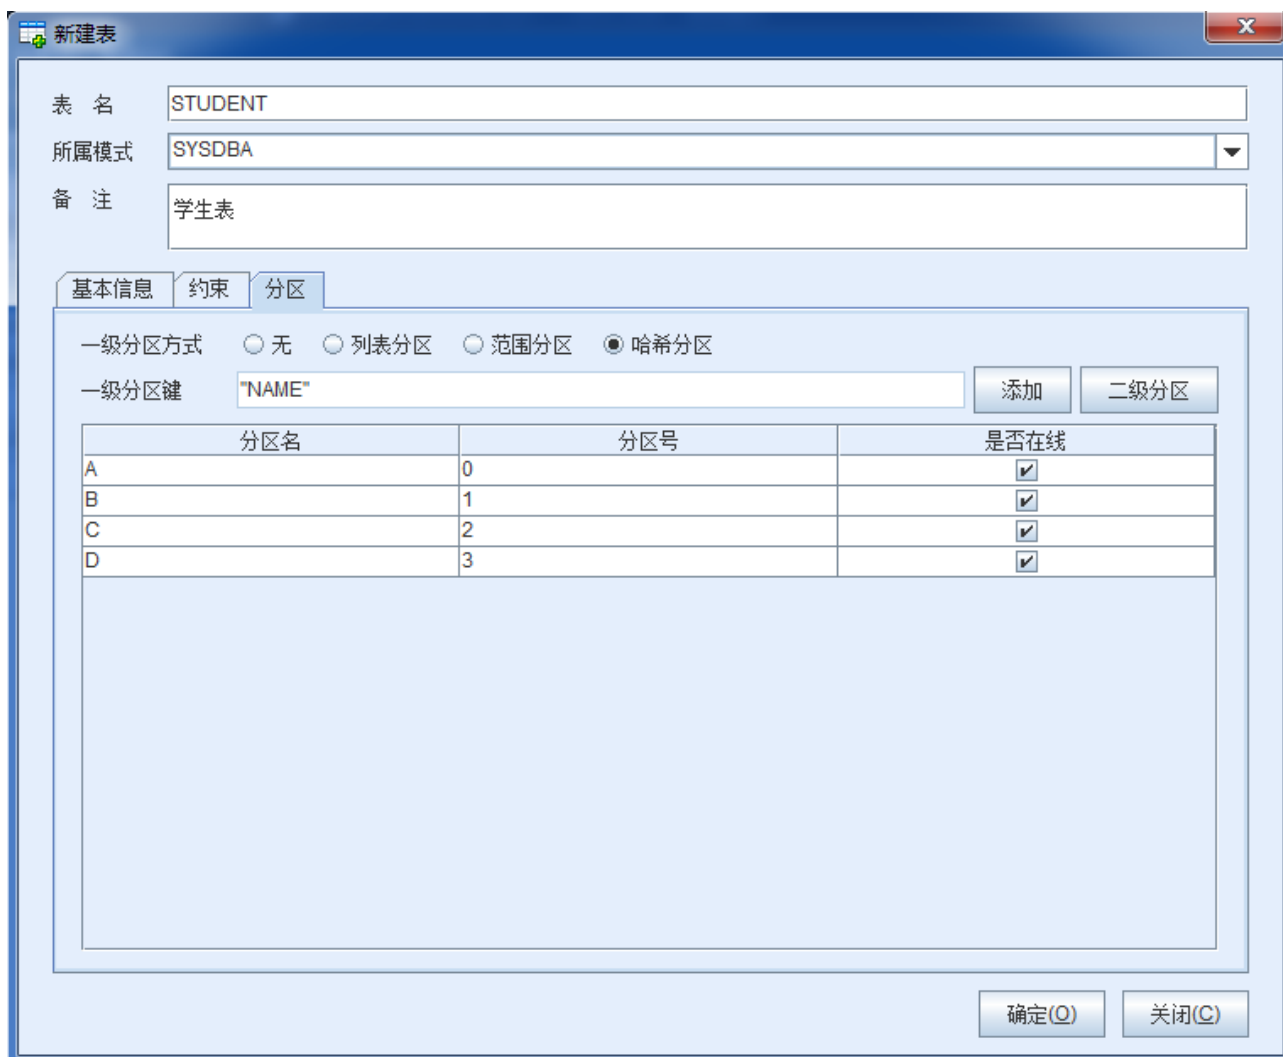 新建表
表 名 STUDENT
所属模式 SYSDBA
备 注 学生表
基本信息 约束 分区
一级分区方式 无 列表分区 范围分区 哈希分区
一级分区键 "NAME" 添加 二级分区
分区名 分区号 是否在线
A 0
B 1
C 2
D 3
确定(O) 关闭(C)